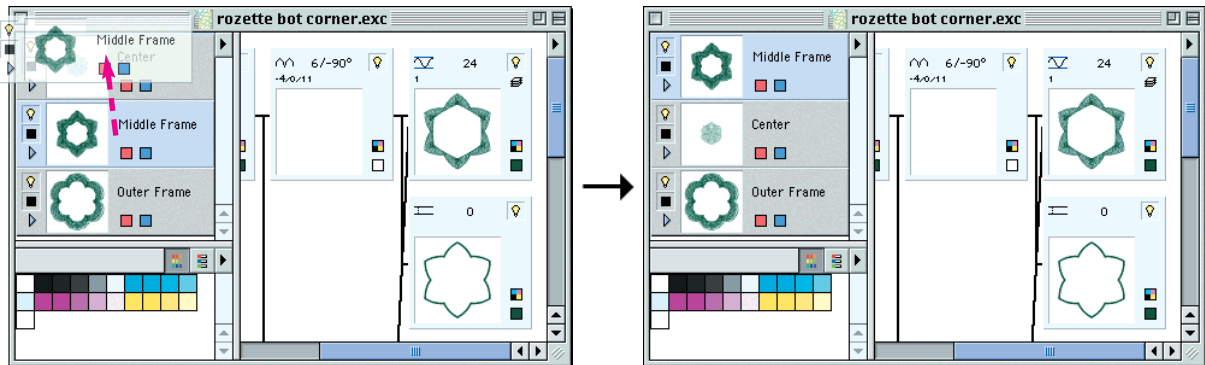 rozette bot corner.exc
Middle Frame
Center
Middle Frame
Outer Frame
6/-90°
-4/0/11
24
1
0
rozette bot corner.exc
Middle Frame
Center
Outer Frame
6/-90°
-4/0/11
24
1
0